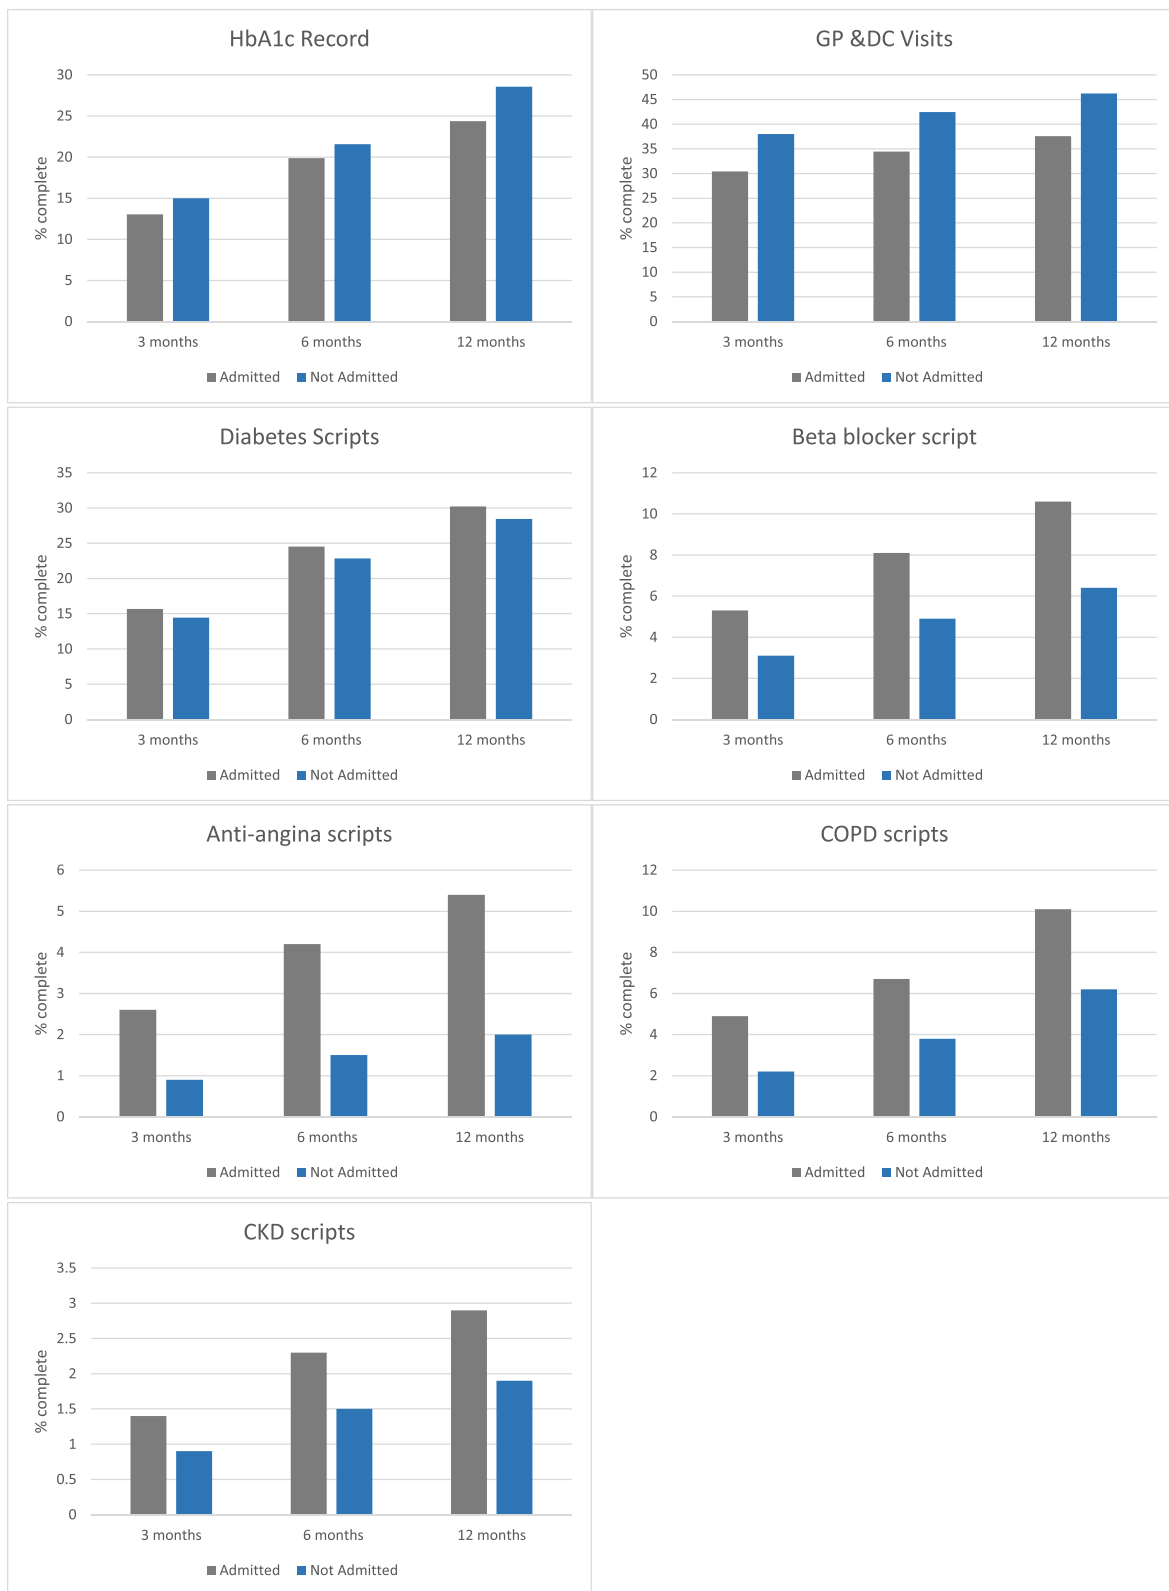 HbA1c Record
30
25
20
15
10
5
0
% complete
3 months 6 months 12 months
Admitted Not Admitted
GP &DC Visits
50
45
40
35
30
25
20
15
10
5
0
% complete
3 months 6 months 12 months
Admitted Not Admitted
Diabetes Scripts
35
30
25
20
15
10
5
0
% complete
3 months 6 months 12 months
Admitted Not Admitted
Beta blocker script
12
10
8
6
4
2
0
% complete
3 months 6 months 12 months
Admitted Not Admitted
Anti-angina scripts
6
5
4
3
2
1
0
% complete
3 months 6 months 12 months
Admitted Not Admitted
COPD scripts
12
10
8
6
4
2
0
% complete
3 months 6 months 12 months
Admitted Not Admitted
CKD scripts
3.5
3
2.5
2
1.5
1
0.5
0
% complete
3 months 6 months 12 months
Admitted Not Admitted